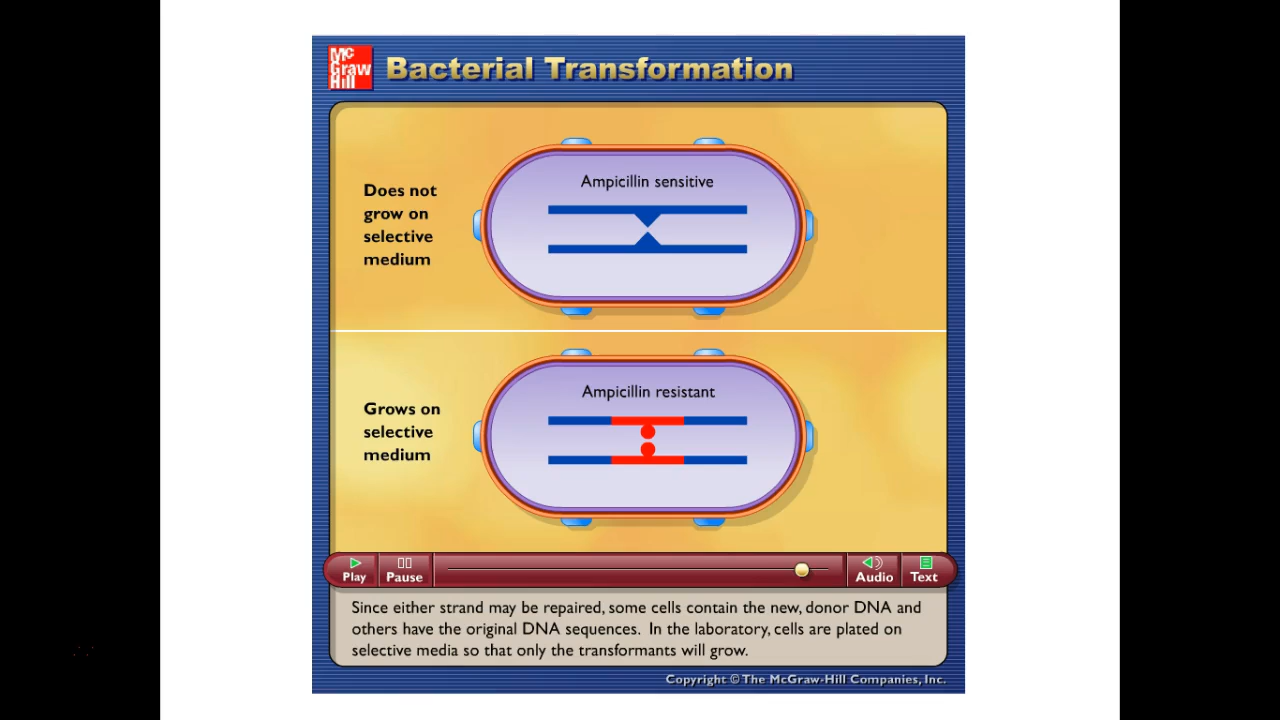 Mc
Graw
Hill
Bacterial Transformation
Does not
grow on
selective
medium
Ampicillin sensitive
Grows on
selective
medium
Ampicillin resistant
Play
Pause
Audio
Text
Since either strand may be repaired, some cells contain the new, donor DNA and
others have the original DNA sequences. In the laboratory, cells are plated on
selective media so that only the transformants will grow.
Copyright © The McGraw-Hill Companies, Inc.